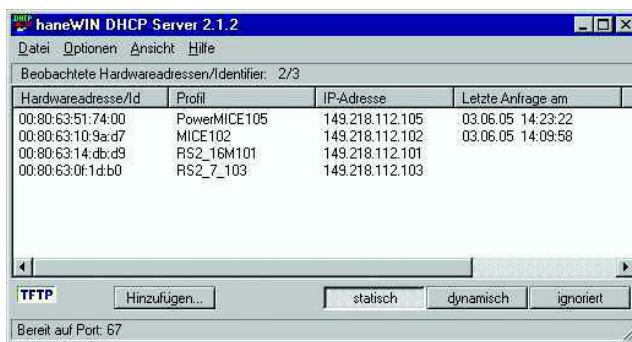 haneWIN DHCP Server 2.1.2
Datei Optionen Ansicht Hilfe
Beobachtete Hardwareadressen/Identifier: 2/3
Hardwareadresse/Id Profil IP-Adresse Letzte Anfrage am
00:80:63:51:74:00 PowerMICE105 149.218.112.105 03.06.05 14:23:22
00:80:63:10:9a:d7 MICE102 149.218.112.102 03.06.05 14:09:58
00:80:63:14:db:d9 RS2_16M101 149.218.112.101
00:80:63:0f:1d:b0 RS2_7_103 149.218.112.103
TFTP Hinzufügen... statisch dynamisch ignoriert
Bereit auf Port: 67